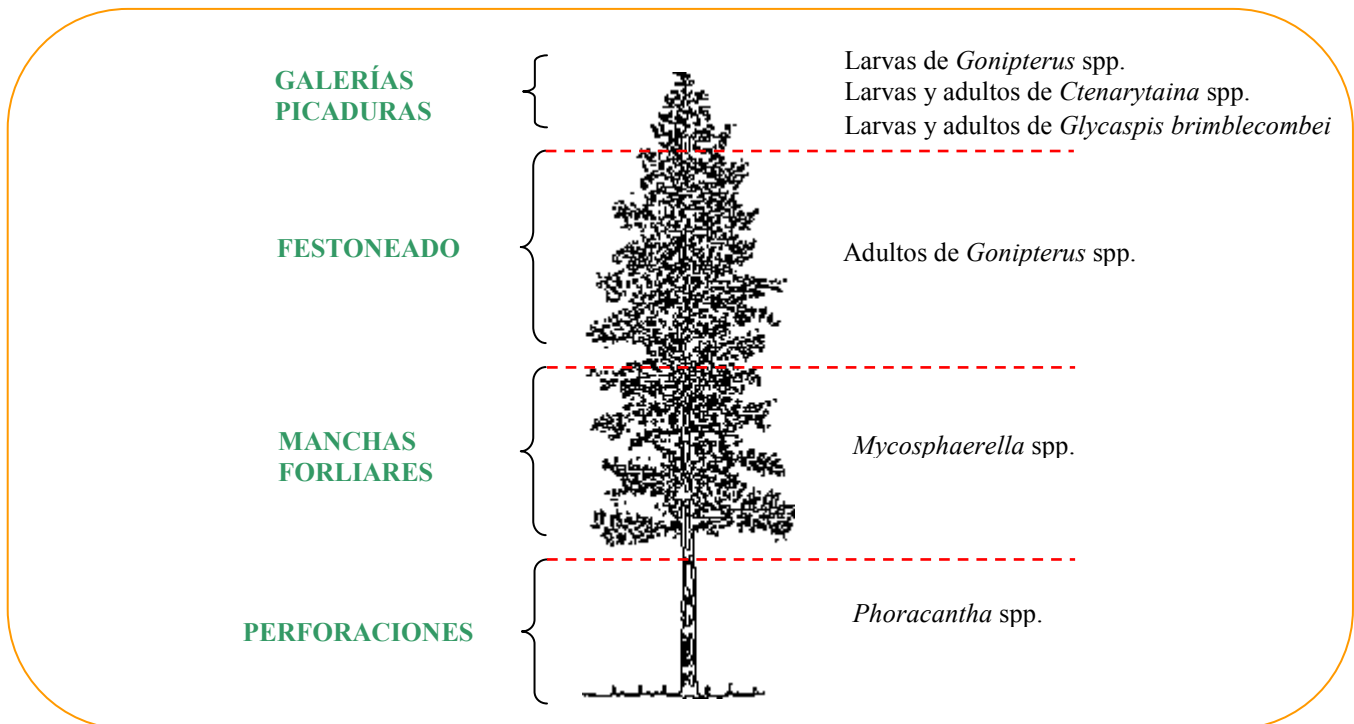 GALERÍAS
PICADURAS
Larvas de Gonipterus spp.
Larvas y adultos de Ctenarytaina spp.
Larvas y adultos de Glycaspis brimblecombei
FESTONEADO
Adultos de Gonipterus spp.
MANCHAS
FORLIARES
Mycosphaerella spp.
PERFORACIONES
Phoracantha spp.